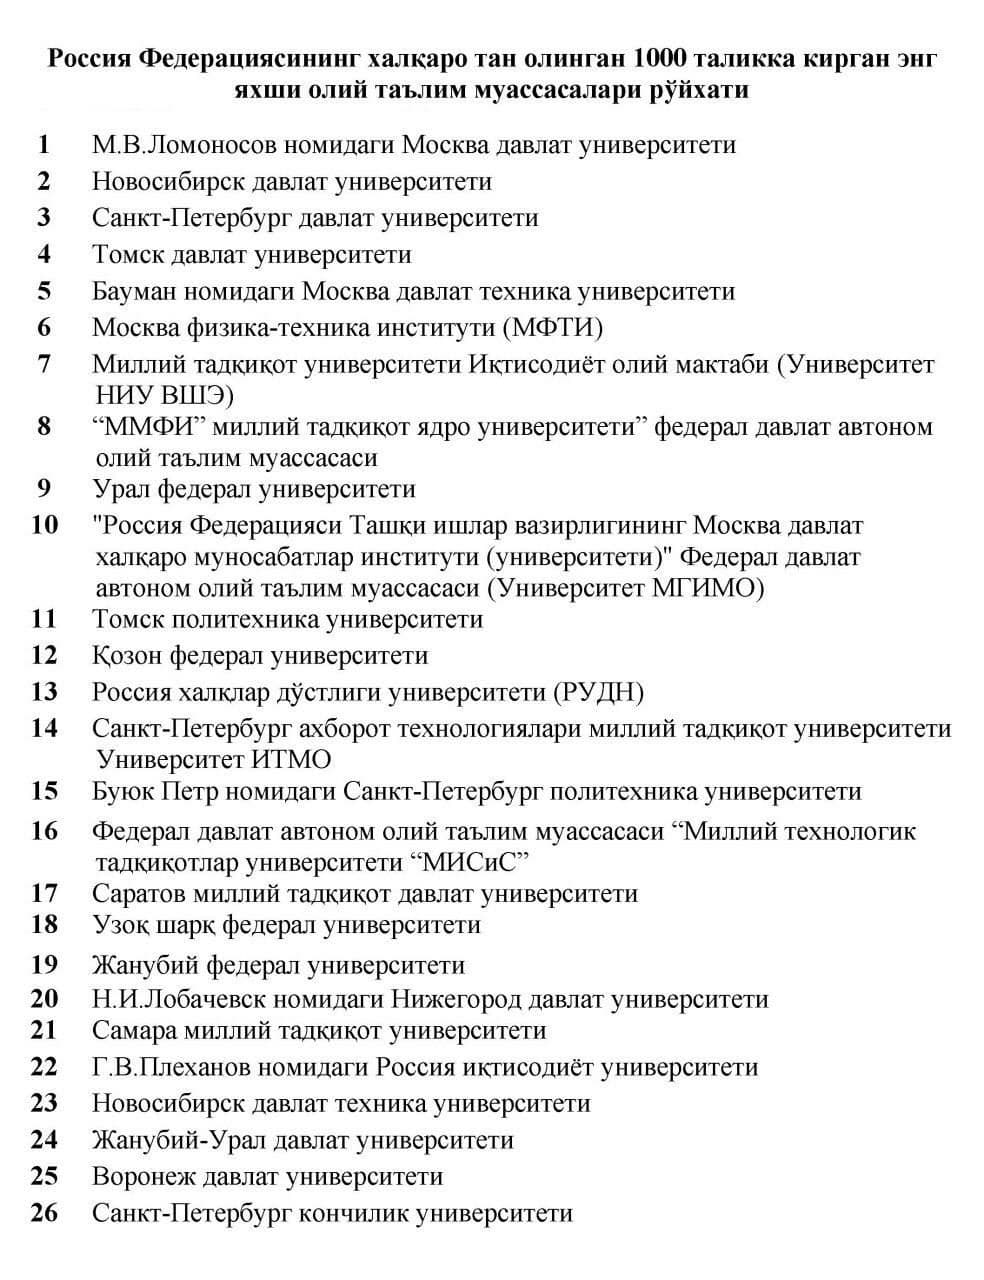 Россия Федерациясининг халқаро тан олинган 1000 таликка кирган энг
яхши олий таълим муассасалари рўйхати
1 М.В.Ломоносов номидаги Москва давлат университети
2 Новосибирск давлат университети
3 Санкт-Петербург давлат университети
4 Томск давлат университети
5 Бауман номидаги Москва давлат техника университети
6 Москва физика-техника институти (МФТИ)
7 Миллий тадқиқот университети Иқтисодиёт олий мактаби (Университет
НИУ ВШЭ)
8 “ММФИ” миллий тадқиқот ядро университети” федерал давлат автоном
олий таълим муассасаси
9 Урал федерал университети
10 "Россия Федерацияси Ташқи ишлар вазирлигининг Москва давлат
халқаро муносабатлар институти (университети)" Федерал давлат
автоном олий таълим муассасаси (Университет МГИМО)
11 Томск политехника университети
12 Қозон федерал университети
13 Россия халқлар дўстлиги университети (РУДН)
14 Санкт-Петербург ахборот технологиялари миллий тадқиқот университети
Университет ИТМО
15 Буюк Петр номидаги Санкт-Петербург политехника университети
16 Федерал давлат автоном олий таълим муассасаси “Миллий технологик
тадқиқотлар университети “МИСиС”
17 Саратов миллий тадқиқот давлат университети
18 Узоқ шарқ федерал университети
19 Жанубий федерал университети
20 Н.И.Лобачевск номидаги Нижегород давлат университети
21 Самара миллий тадқиқот университети
22 Г.В.Плеханов номидаги Россия иқтисодиёт университети
23 Новосибирск давлат техника университети
24 Жанубий-Урал давлат университети
25 Воронеж давлат университети
26 Санкт-Петербург кончилик университети